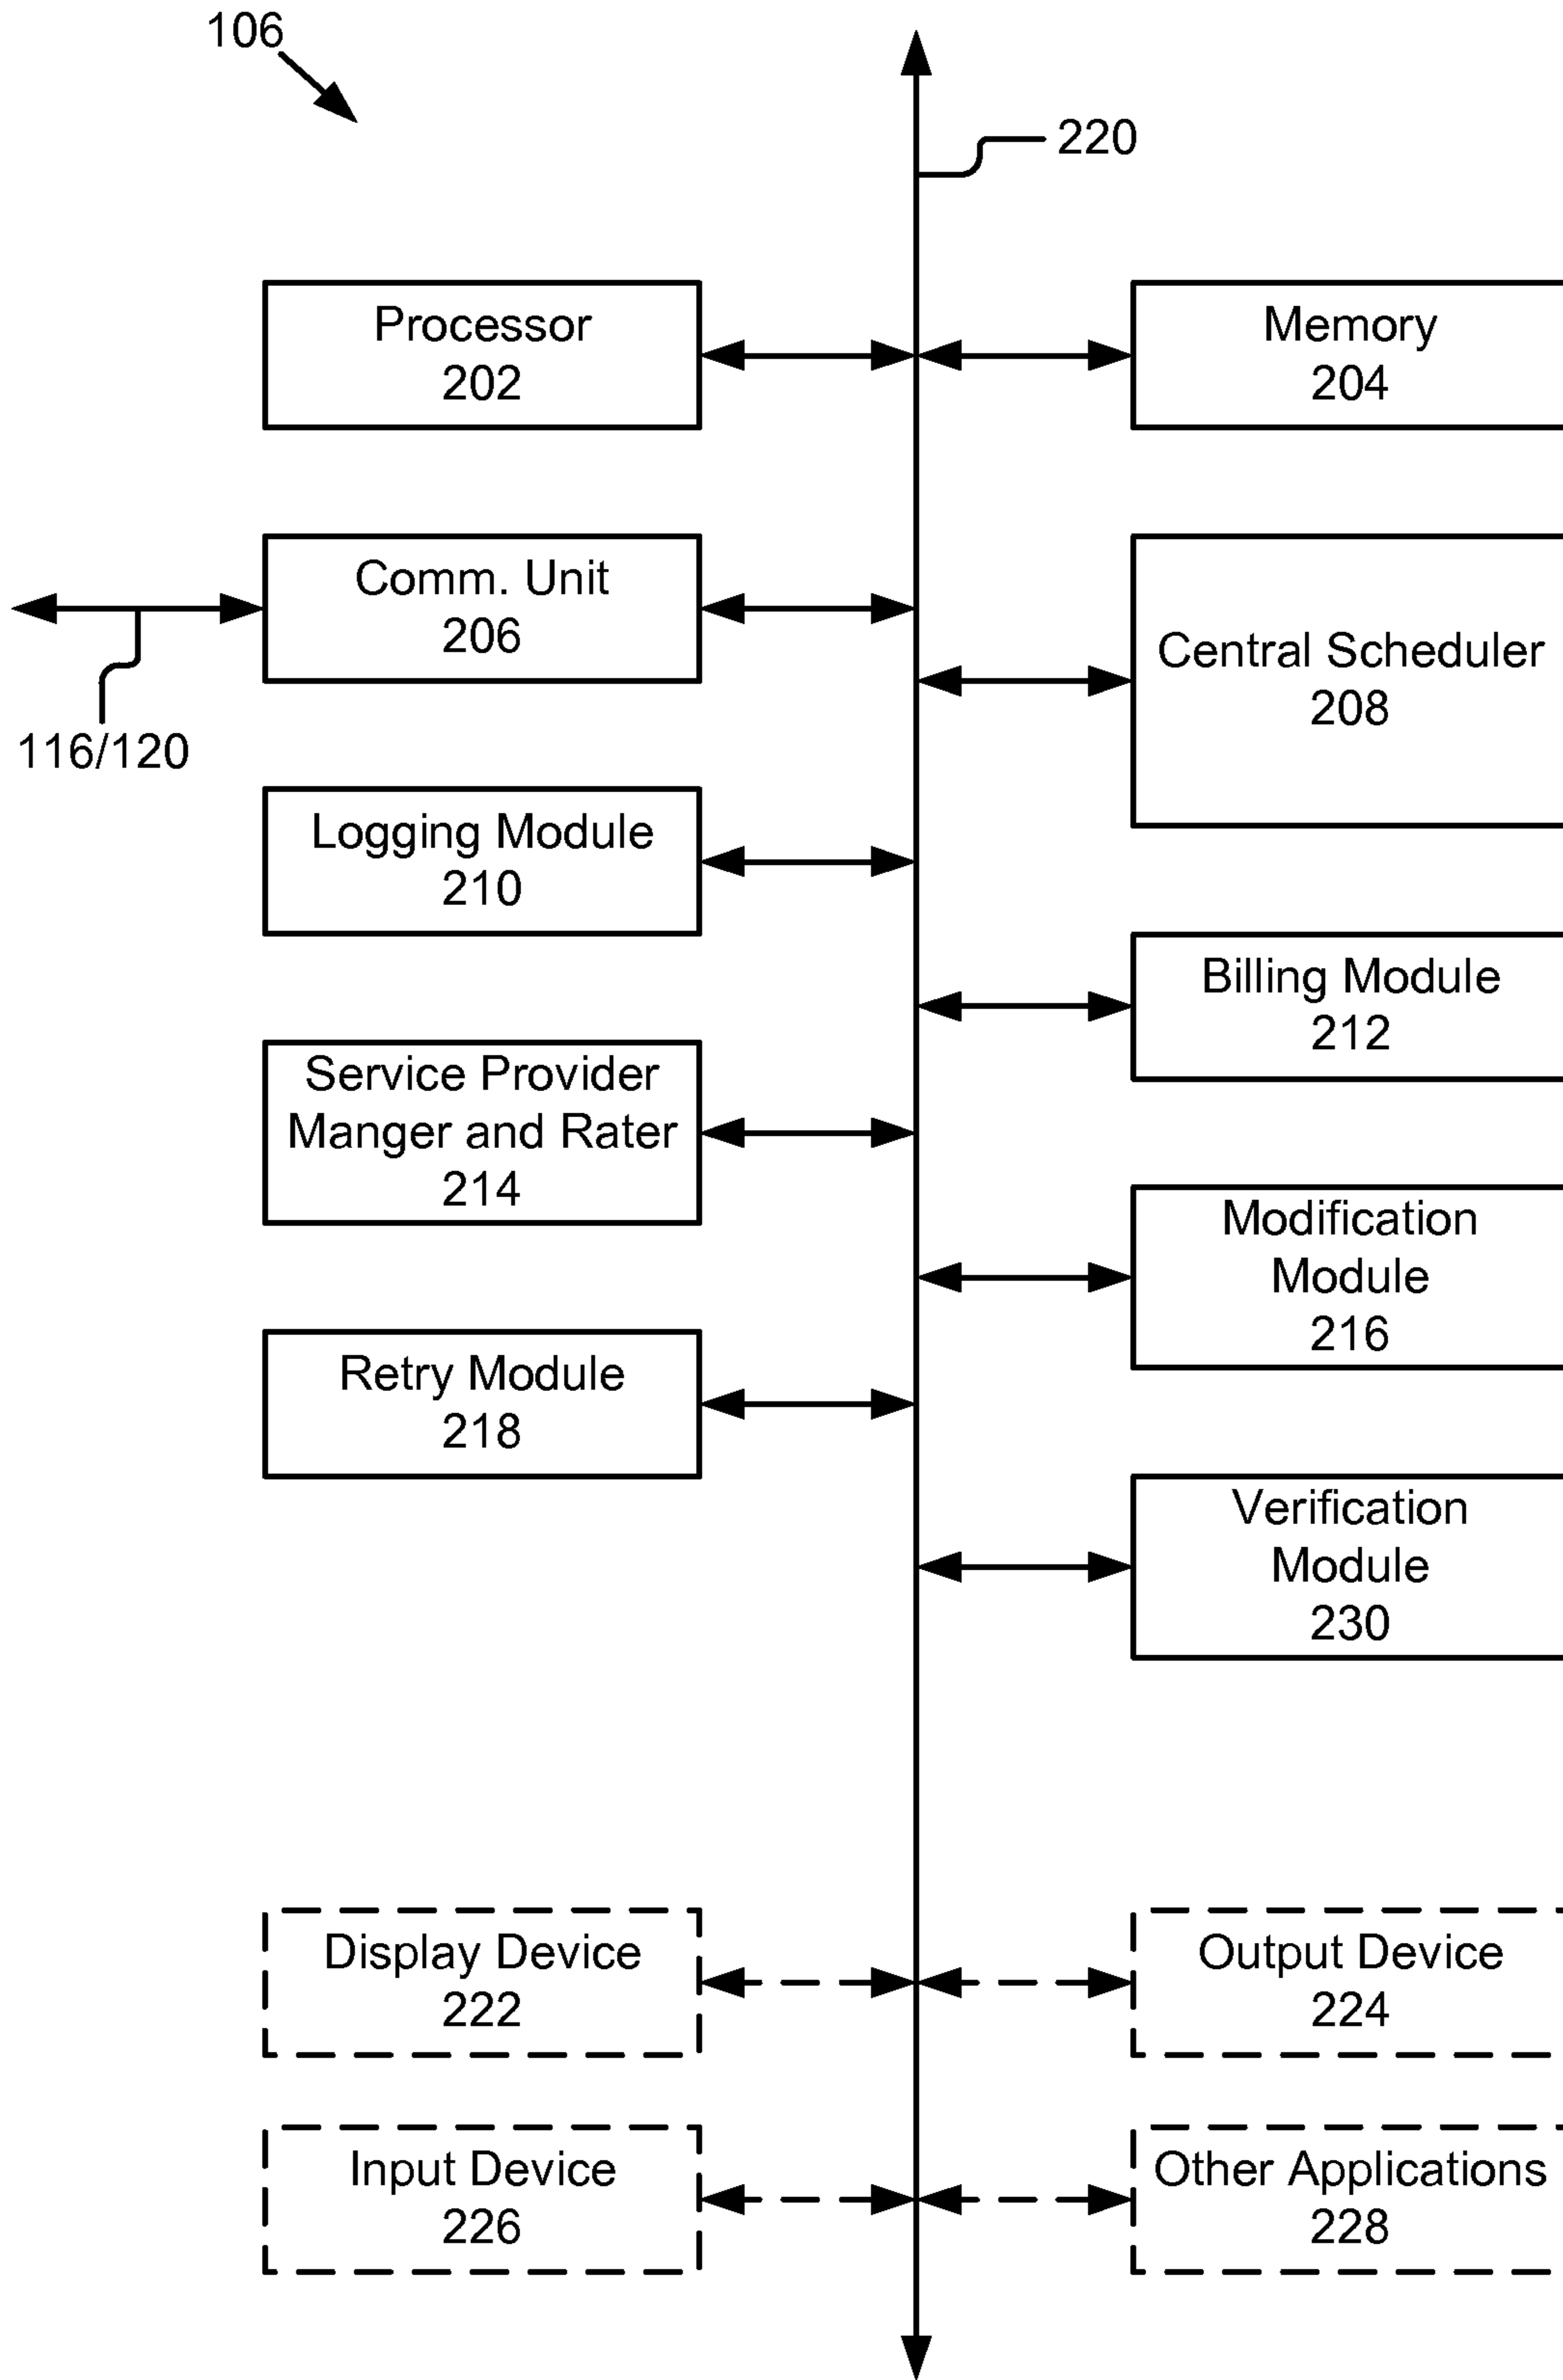 106
220
Processor
202
Memory
204
Comm. Unit
206
Central Scheduler
208
116/120
Logging Module
210
Billing Module
212
Service Provider
Manger and Rater
214
Modification
Module
216
Retry Module
218
Verification
Module
230
Display Device
222
Output Device
224
Input Device
226
Other Applications
228